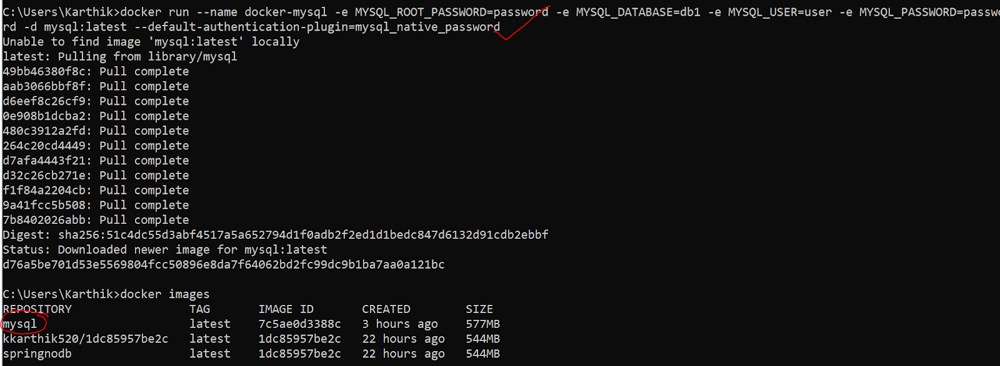 C:\Users\Karthik>docker run --name docker-mysql -e MYSQL_ROOT_PASSWORD=password -e MYSQL_DATABASE=db1 -e MYSQL_USER=user -e MYSQL_PASSWORD=passwo
rd -d mysql:latest --default-authentication-plugin=mysql_native_password
Unable to find image 'mysql:latest' locally
latest: Pulling from library/mysql
49bb46380f8c: Pull complete
aab3066bbf8f: Pull complete
d6eef8c26cf9: Pull complete
0e908b1dcba2: Pull complete
480c3912a2fd: Pull complete
264c20cd4449: Pull complete
d7afa4443f21: Pull complete
d32c26cb271e: Pull complete
f1f84a2204cb: Pull complete
9a41fcc5b508: Pull complete
7b8402026abb: Pull complete
Digest: sha256:51c4dc55d3abf4517a5a652794d1f0adb2f2ed1d1bedc847d6132d91cdb2ebbf
Status: Downloaded newer image for mysql:latest
d76a5be701d53e5569804fcc50896e8da7f64062bd2fc99dc9b1ba7aa0a121bc
C:\Users\Karthik>docker images
REPOSITORY TAG IMAGE ID CREATED SIZE
mysql latest 7c5ae0d3388c 3 hours ago 577MB
kkarthik520/1dc85957be2c latest 1dc85957be2c 22 hours ago 544MB
springnodb latest 1dc85957be2c 22 hours ago 544MB